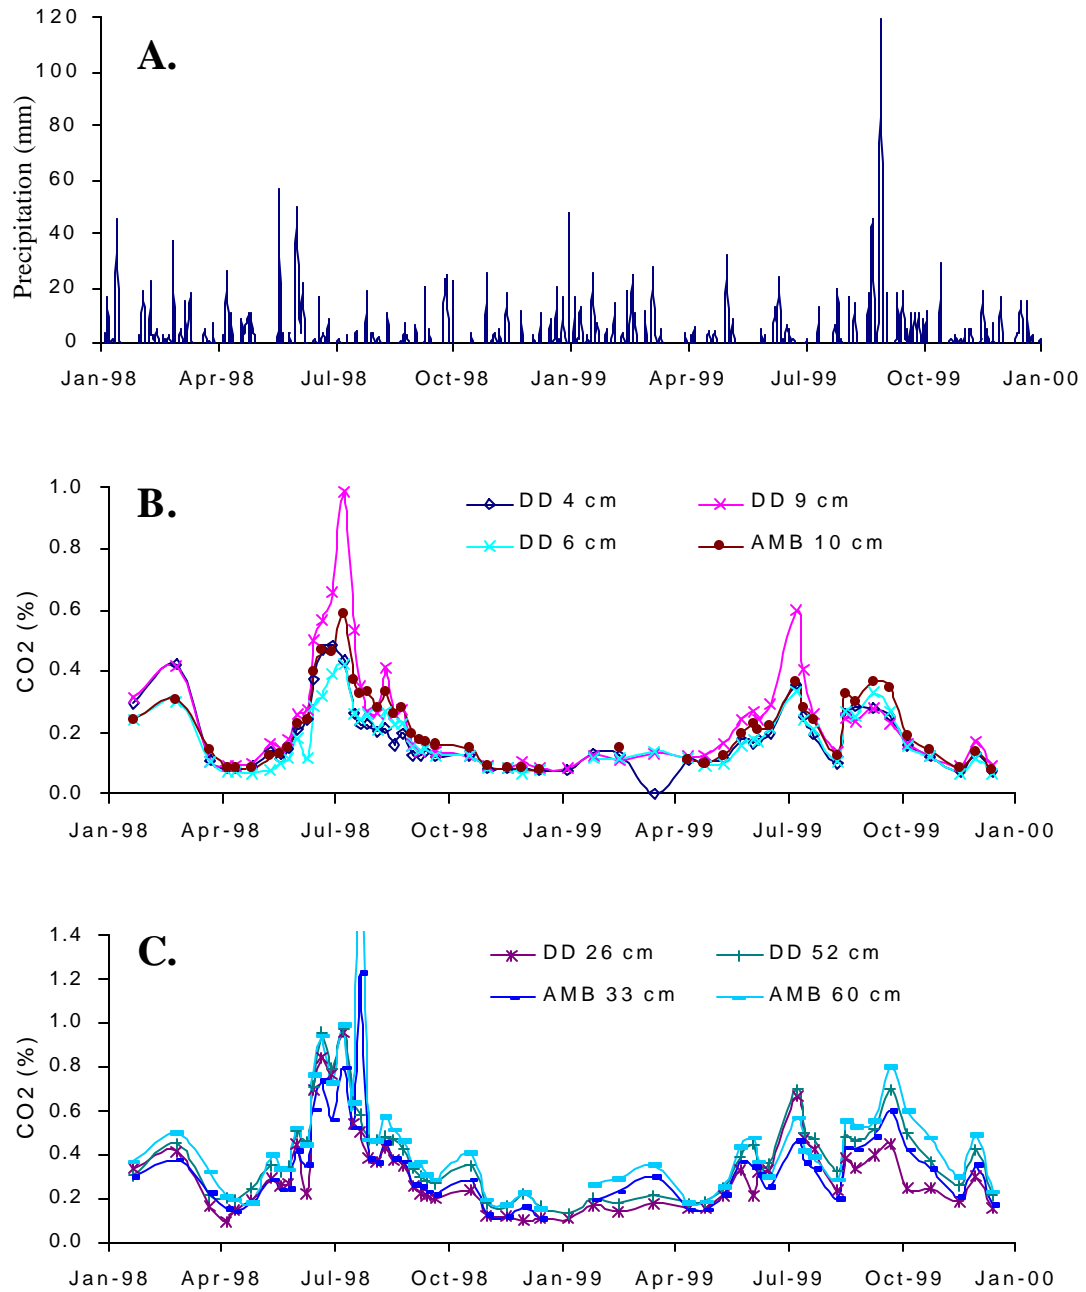 A.
Precipitation (mm)
120
100
80
60
40
20
0
Jan-98 Apr-98 Jul-98 Oct-98 Jan-99 Apr-99 Jul-99 Oct-99 Jan-00
B.
DD 4 cm DD 9 cm
DD 6 cm AMB 10 cm
CO2 (%)
1.0
0.8
0.6
0.4
0.2
0.0
Jan-98 Apr-98 Jul-98 Oct-98 Jan-99 Apr-99 Jul-99 Oct-99 Jan-00
C.
DD 26 cm DD 52 cm
AMB 33 cm AMB 60 cm
CO2 (%)
1.4
1.2
1.0
0.8
0.6
0.4
0.2
0.0
Jan-98 Apr-98 Jul-98 Oct-98 Jan-99 Apr-99 Jul-99 Oct-99 Jan-00